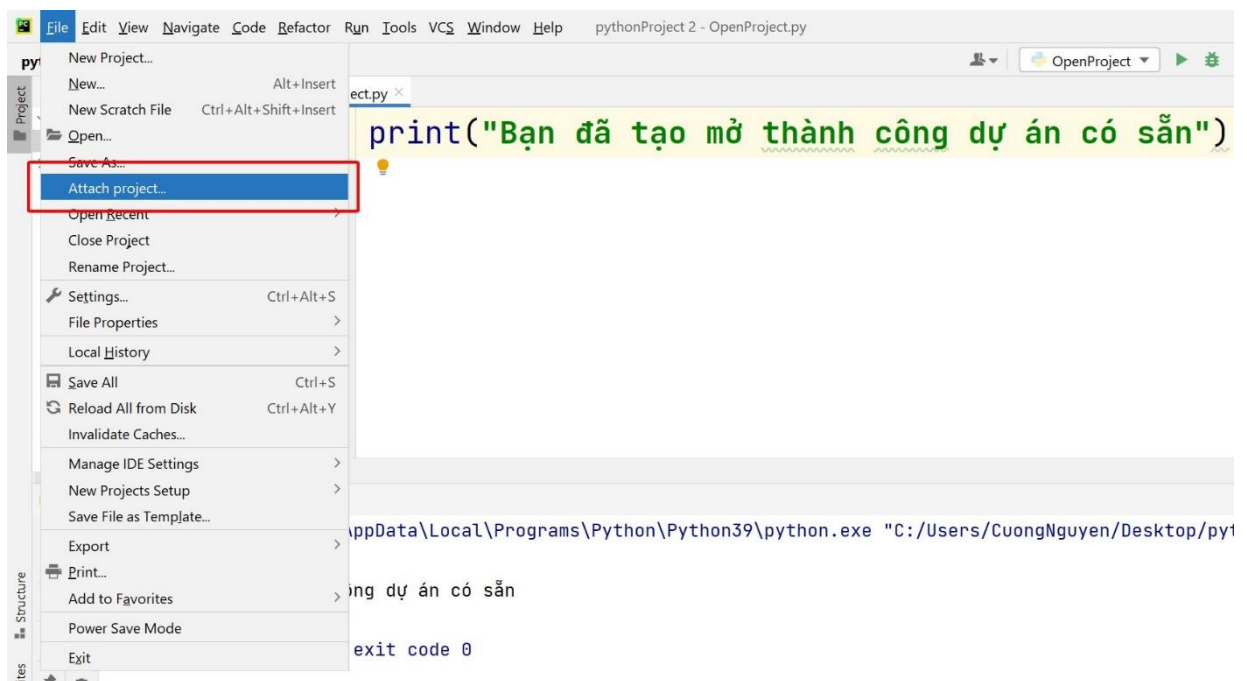 File Edit View Navigate Code Refactor Run Tools VCS Window Help pythonProject 2 - OpenProject.py
OpenProject
New Project...
New... Alt+Insert
New Scratch File Ctrl+Alt+Shift+Insert
Open...
Save As...
Attach project...
Open Recent
Close Project
Rename Project...
Settings... Ctrl+Alt+S
File Properties
Local History
Save All Ctrl+S
Reload All from Disk Ctrl+Alt+Y
Invalidate Caches...
Manage IDE Settings
New Projects Setup
Save File as Template...
Export
Print...
Add to Favorites
Power Save Mode
Exit
Project
Structure
ect.py
print("Bạn đã tạo mở thành công dự án có sẵn")
\AppData\Local\Programs\Python\Python39\python.exe "C:/Users/CuongNguyen/Desktop/pyt
ông dự án có sẵn
exit code 0